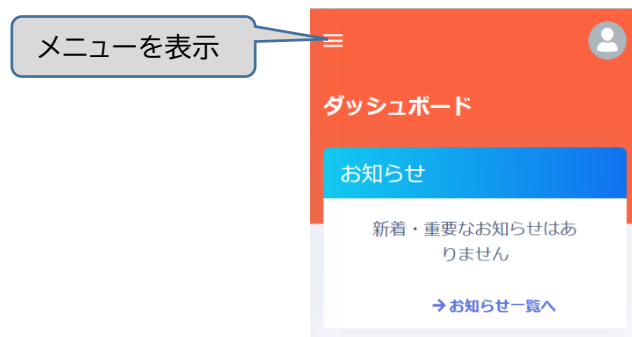 メニューを表示
ダッシュボード
お知らせ
新着・重要なお知らせはあ
りません
→お知らせ一覧へ